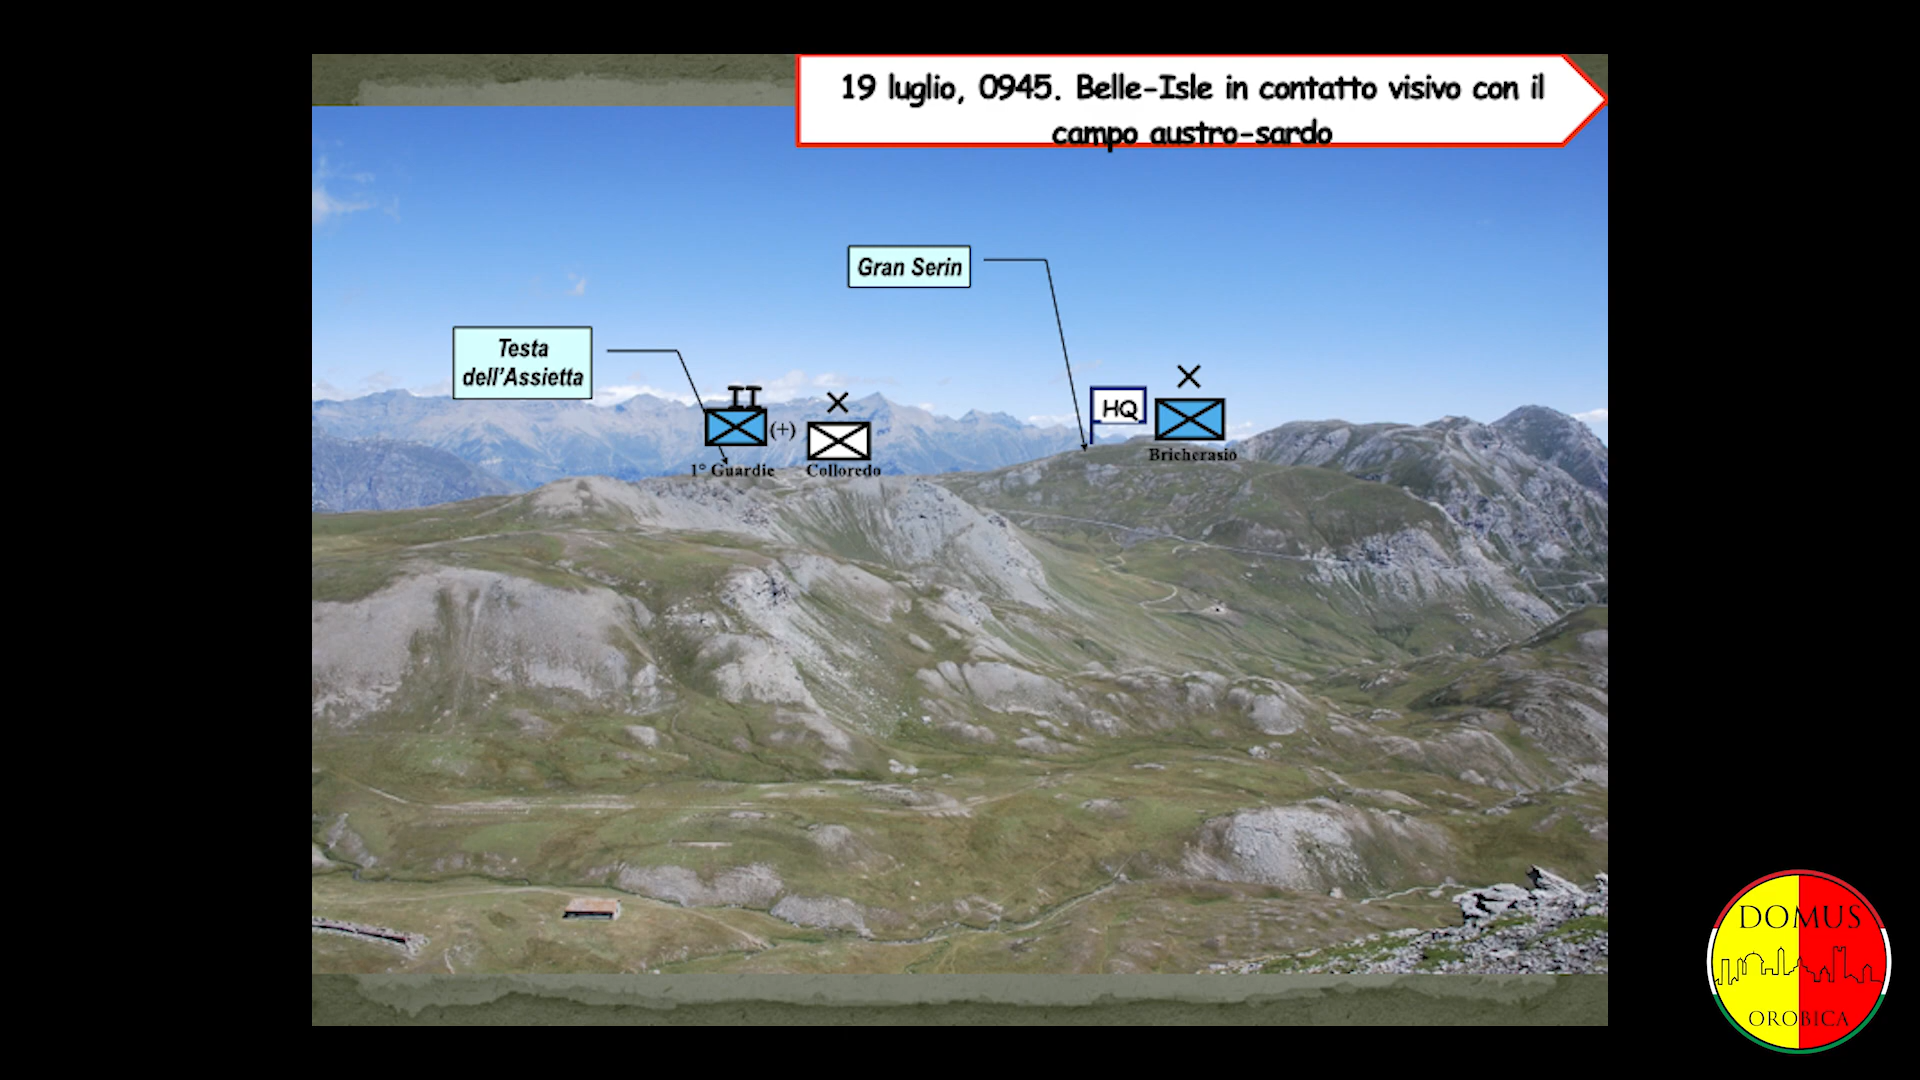 19 luglio, 0945. Belle-Isle in contatto visivo con il
campo austro-sardo
Gran Serin
Testa
dell'Assietta
II
X
X
(+)
HQ
1° Guardie
Colloredo
Bricherasio
DOMUS
OROBICA